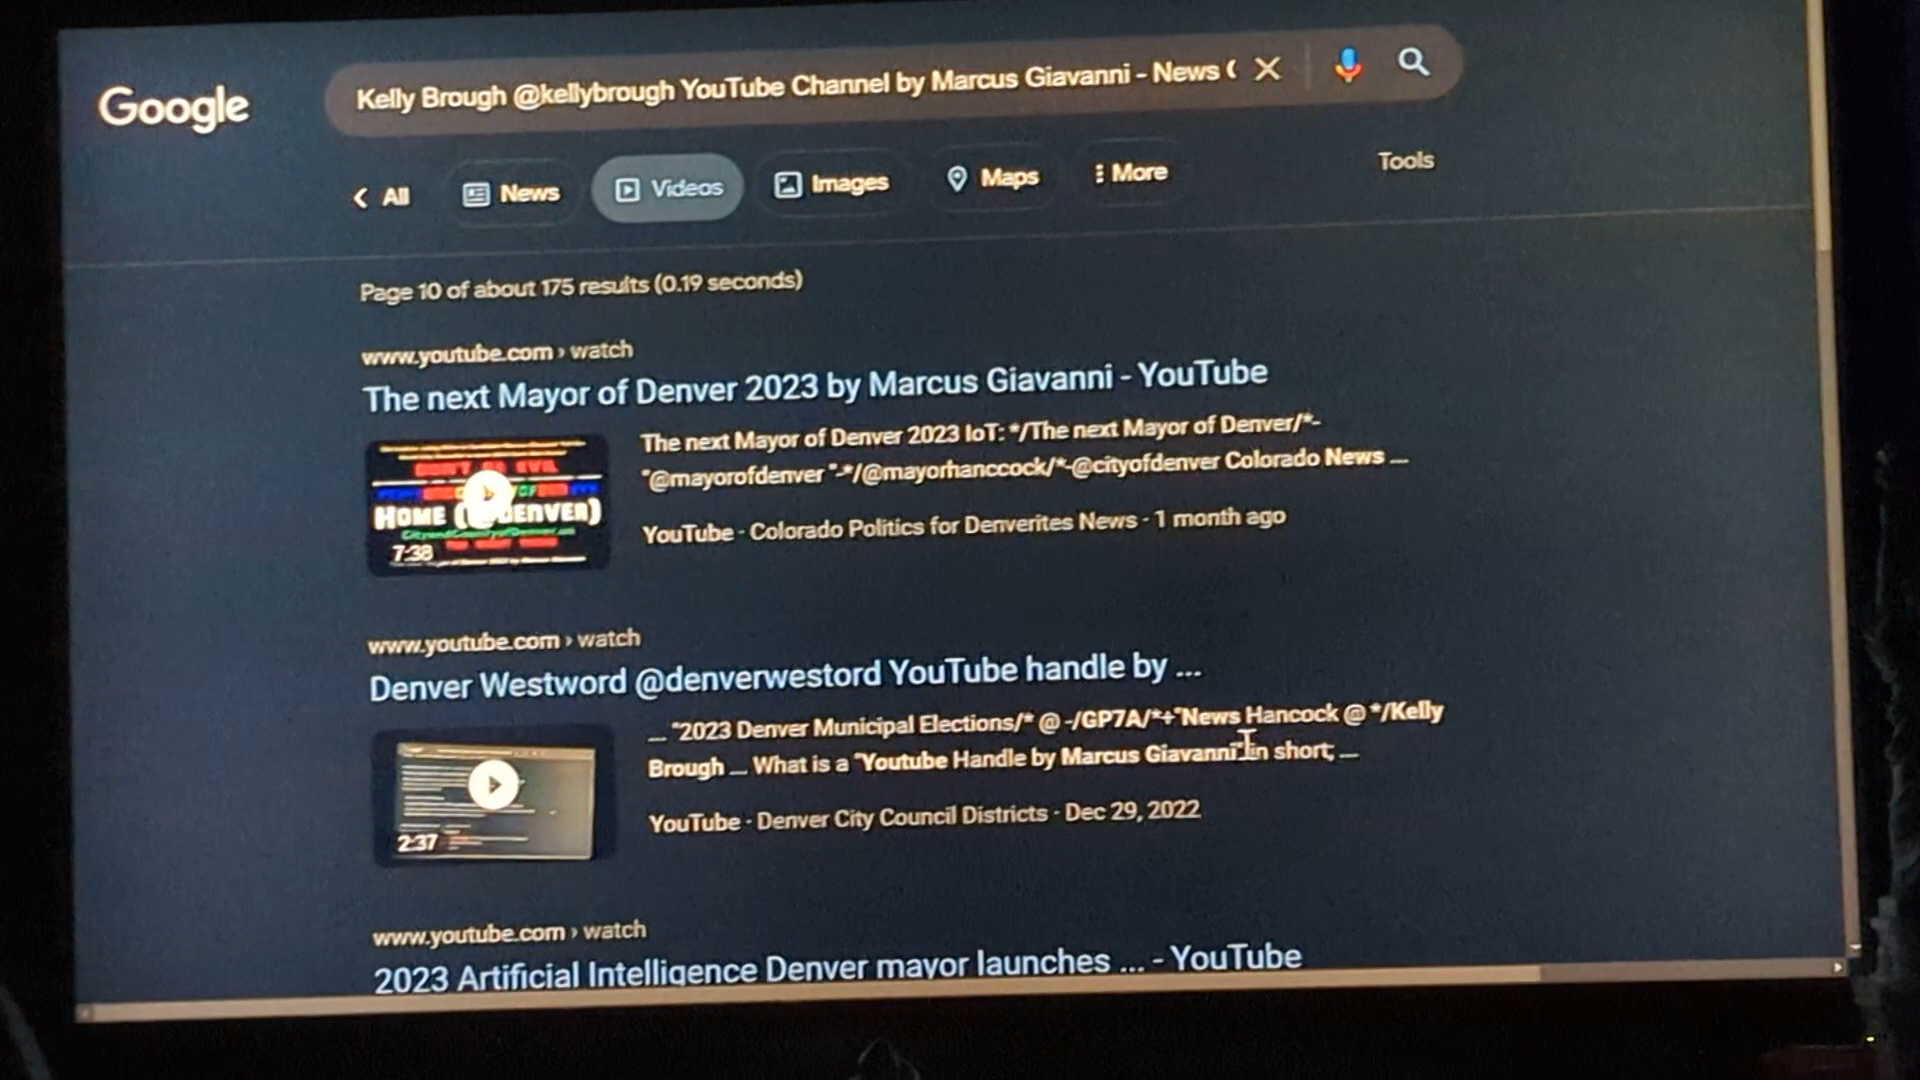 Google
Kelly Brough @kellybrough YouTube Channel by Marcus Giavanni - News (
All News Videos Images Maps More Tools
Page 10 of about 175 results (0.19 seconds)
www.youtube.com › watch
The next Mayor of Denver 2023 by Marcus Giavanni - YouTube
The next Mayor of Denver 2023 IoT: */The next Mayor of Denver/*-
"@mayorofdenver "-*/@mayorhanccock/*-@cityofdenver Colorado News ...
YouTube · Colorado Politics for Denverites News · 1 month ago
DON'T BE EVIL
HOME (@DENVER)
7:38
www.youtube.com › watch
Denver Westword @denverwestord YouTube handle by ...
... "2023 Denver Municipal Elections/* @ -/GP7A/*+"News Hancock @ */Kelly
Brough ... What is a "Youtube Handle by Marcus Giavanni" in short; ...
YouTube · Denver City Council Districts · Dec 29, 2022
2:37
www.youtube.com › watch
2023 Artificial Intelligence Denver mayor launches ... - YouTube